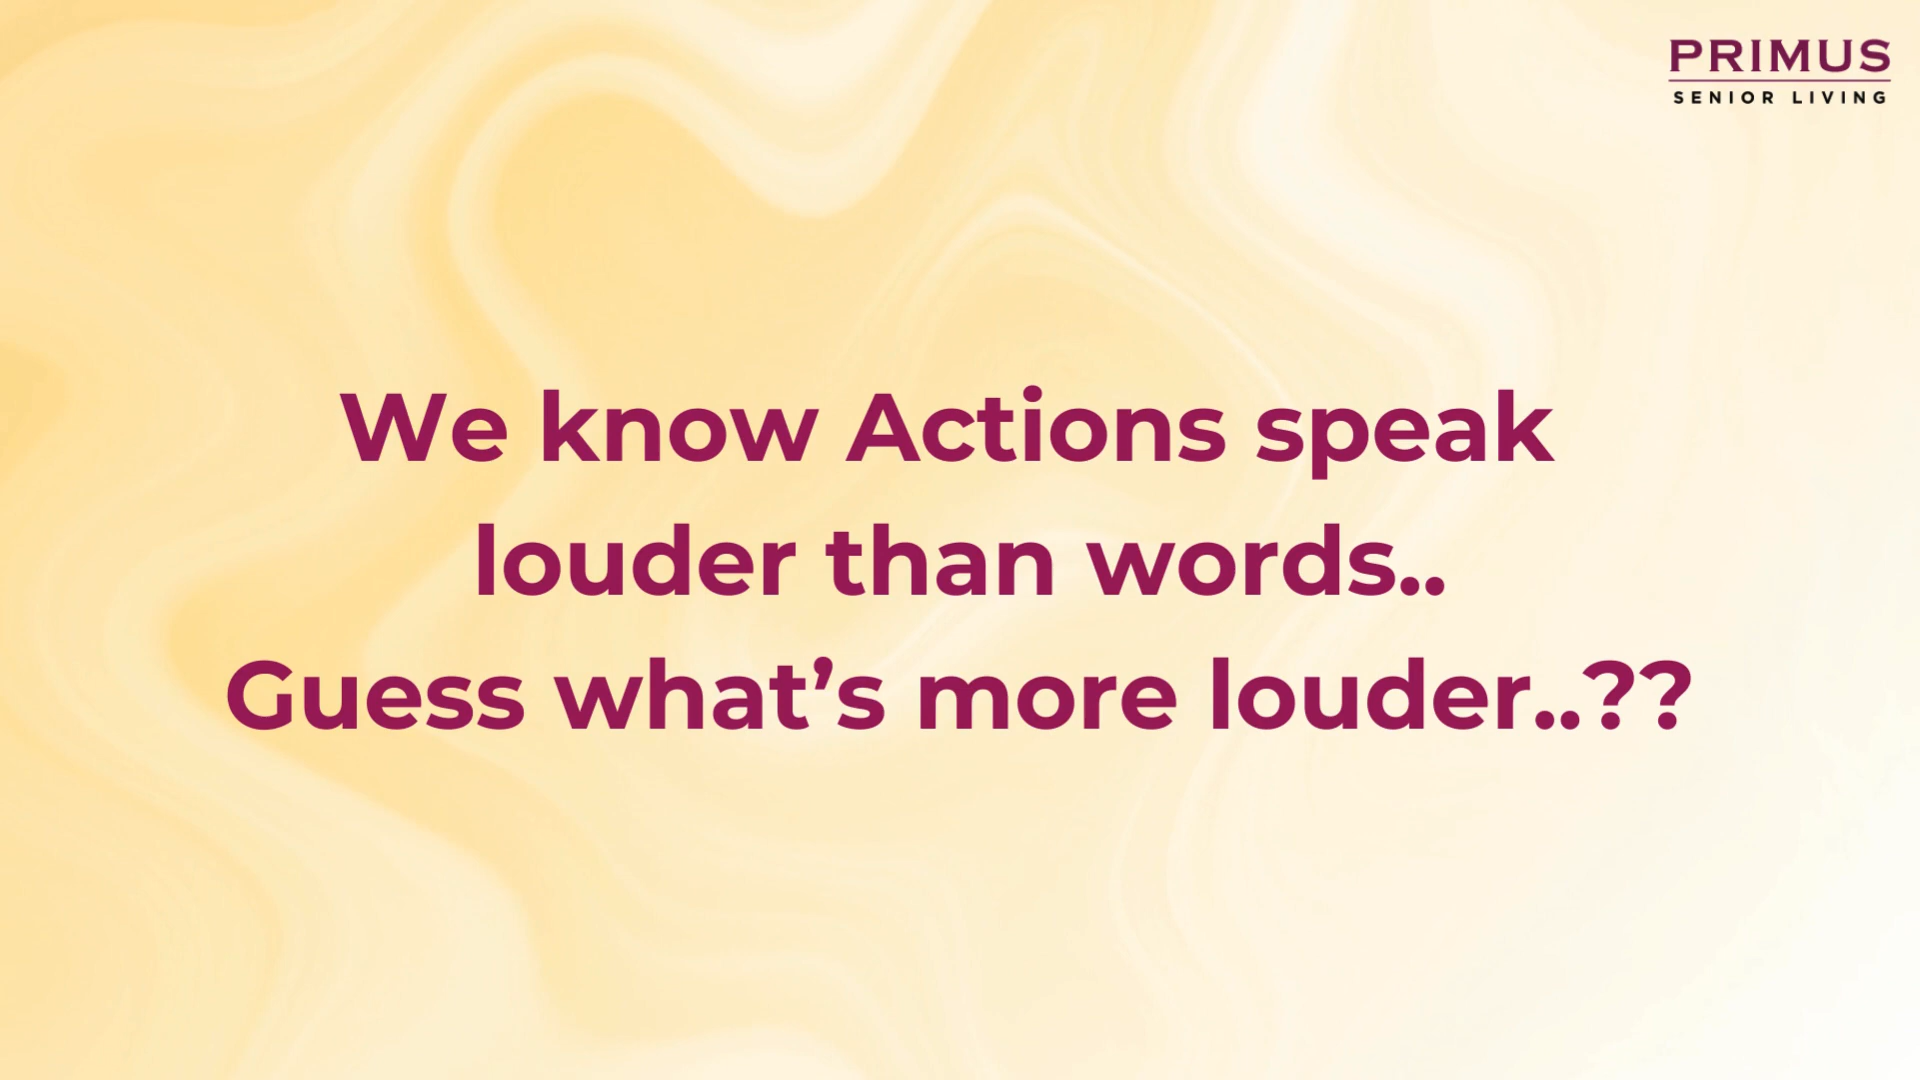 PRIMUS
SENIOR LIVING
We know Actions speak
louder than words..
Guess what’s more louder..??